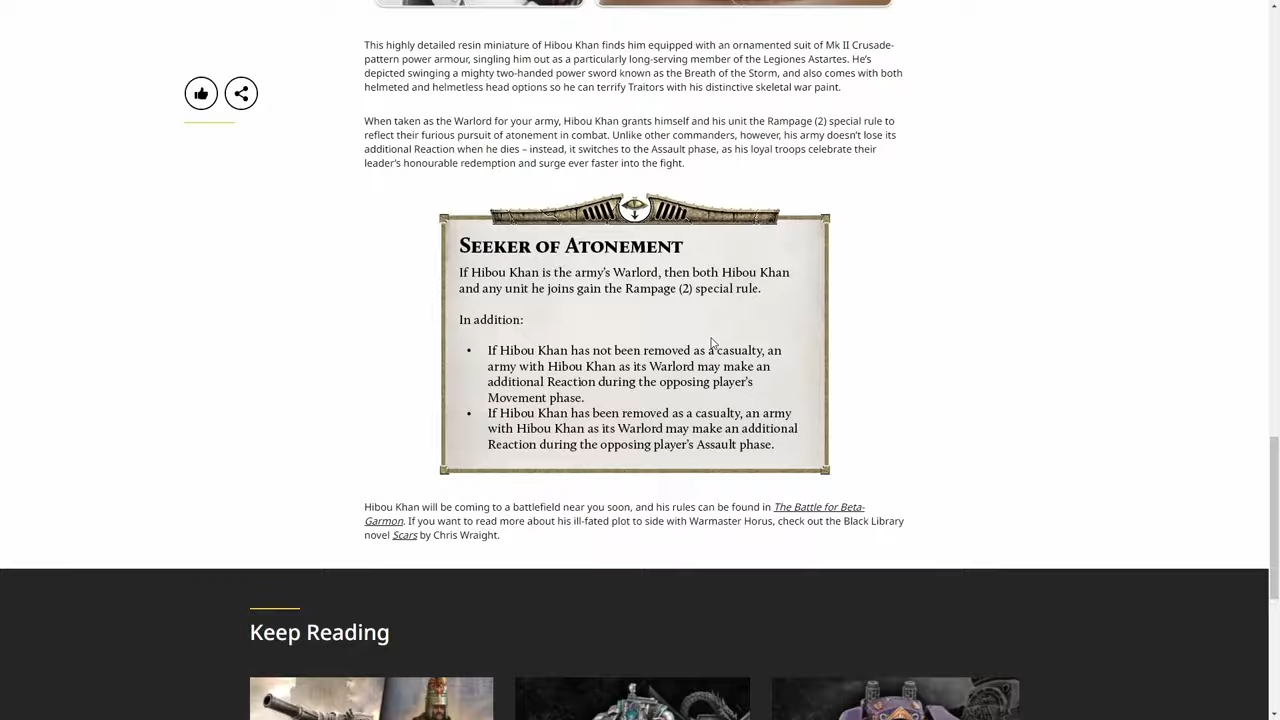 This highly detailed resin miniature of Hibou Khan finds him equipped with an ornamented suit of Mk II Crusade-
pattern power armour, singling him out as a particularly long-serving member of the Legiones Astartes. He's
depicted swinging a mighty two-handed power sword known as the Breath of the Storm, and also comes with both
helmeted and helmetless head options so he can terrify Traitors with his distinctive skeletal war paint.
When taken as the Warlord for your army, Hibou Khan grants himself and his unit the Rampage (2) special rule to
reflect their furious pursuit of atonement in combat. Unlike other commanders, however, his army doesn't lose its
additional Reaction when he dies – instead, it switches to the Assault phase, as his loyal troops celebrate their
leader's honourable redemption and surge ever faster into the fight.
Seeker of Atonement
If Hibou Khan is the army's Warlord, then both Hibou Khan
and any unit he joins gain the Rampage (2) special rule.
In addition:
• If Hibou Khan has not been removed as a casualty, an
army with Hibou Khan as its Warlord may make an
additional Reaction during the opposing player's
Movement phase.
• If Hibou Khan has been removed as a casualty, an army
with Hibou Khan as its Warlord may make an additional
Reaction during the opposing player's Assault phase.
Hibou Khan will be coming to a battlefield near you soon, and his rules can be found in The Battle for Beta-
Garmon. If you want to read more about his ill-fated plot to side with Warmaster Horus, check out the Black Library
novel Scars by Chris Wraight.
Keep Reading